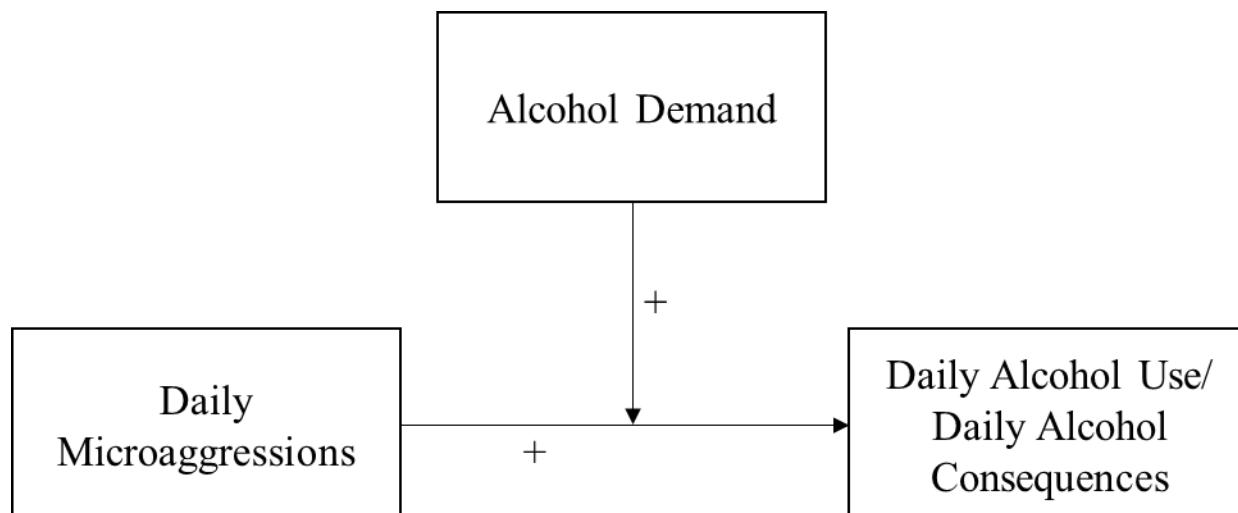 Alcohol Demand
+
Daily
Microaggressions
+
Daily Alcohol Use/
Daily Alcohol
Consequences